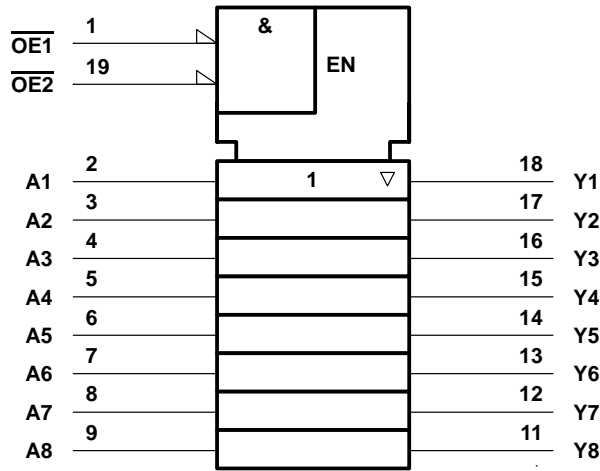 1 &
OE1
19 EN
OE2
2 1 ▽ 18
A1 Y1
3 17
A2 Y2
4 16
A3 Y3
5 15
A4 Y4
6 14
A5 Y5
7 13
A6 Y6
8 12
A7 Y7
9 11
A8 Y8